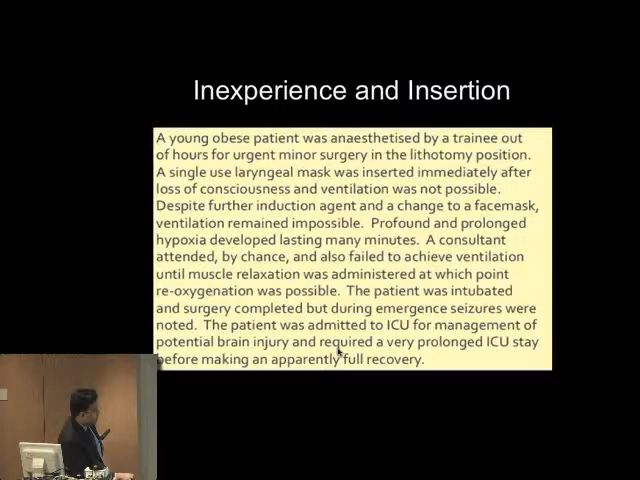 Inexperience and Insertion
A young obese patient was anaesthetised by a trainee out
of hours for urgent minor surgery in the lithotomy position.
A single use laryngeal mask was inserted immediately after
loss of consciousness and ventilation was not possible.
Despite further induction agent and a change to a facemask,
ventilation remained impossible. Profound and prolonged
hypoxia developed lasting many minutes. A consultant
attended, by chance, and also failed to achieve ventilation
until muscle relaxation was administered at which point
re-oxygenation was possible. The patient was intubated
and surgery completed but during emergence seizures were
noted. The patient was admitted to ICU for management of
potential brain injury and required a very prolonged ICU stay
before making an apparently full recovery.